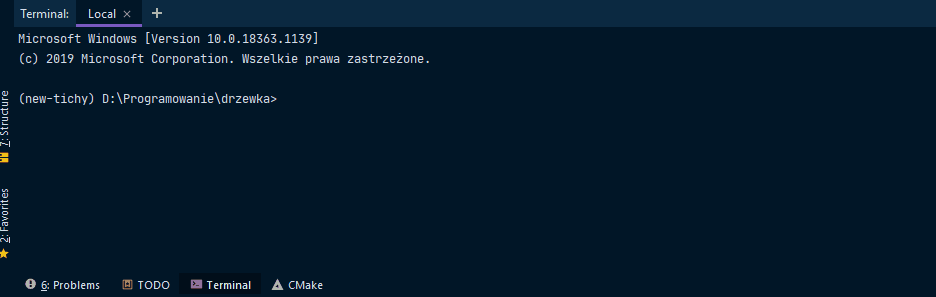 Terminal: Local × +
Microsoft Windows [Version 10.0.18363.1139]
(c) 2019 Microsoft Corporation. Wszelkie prawa zastrzeżone.
(new-tichy) D:\Programowanie\drzewka>
7: Structure
2: Favorites
6: Problems TODO Terminal CMake